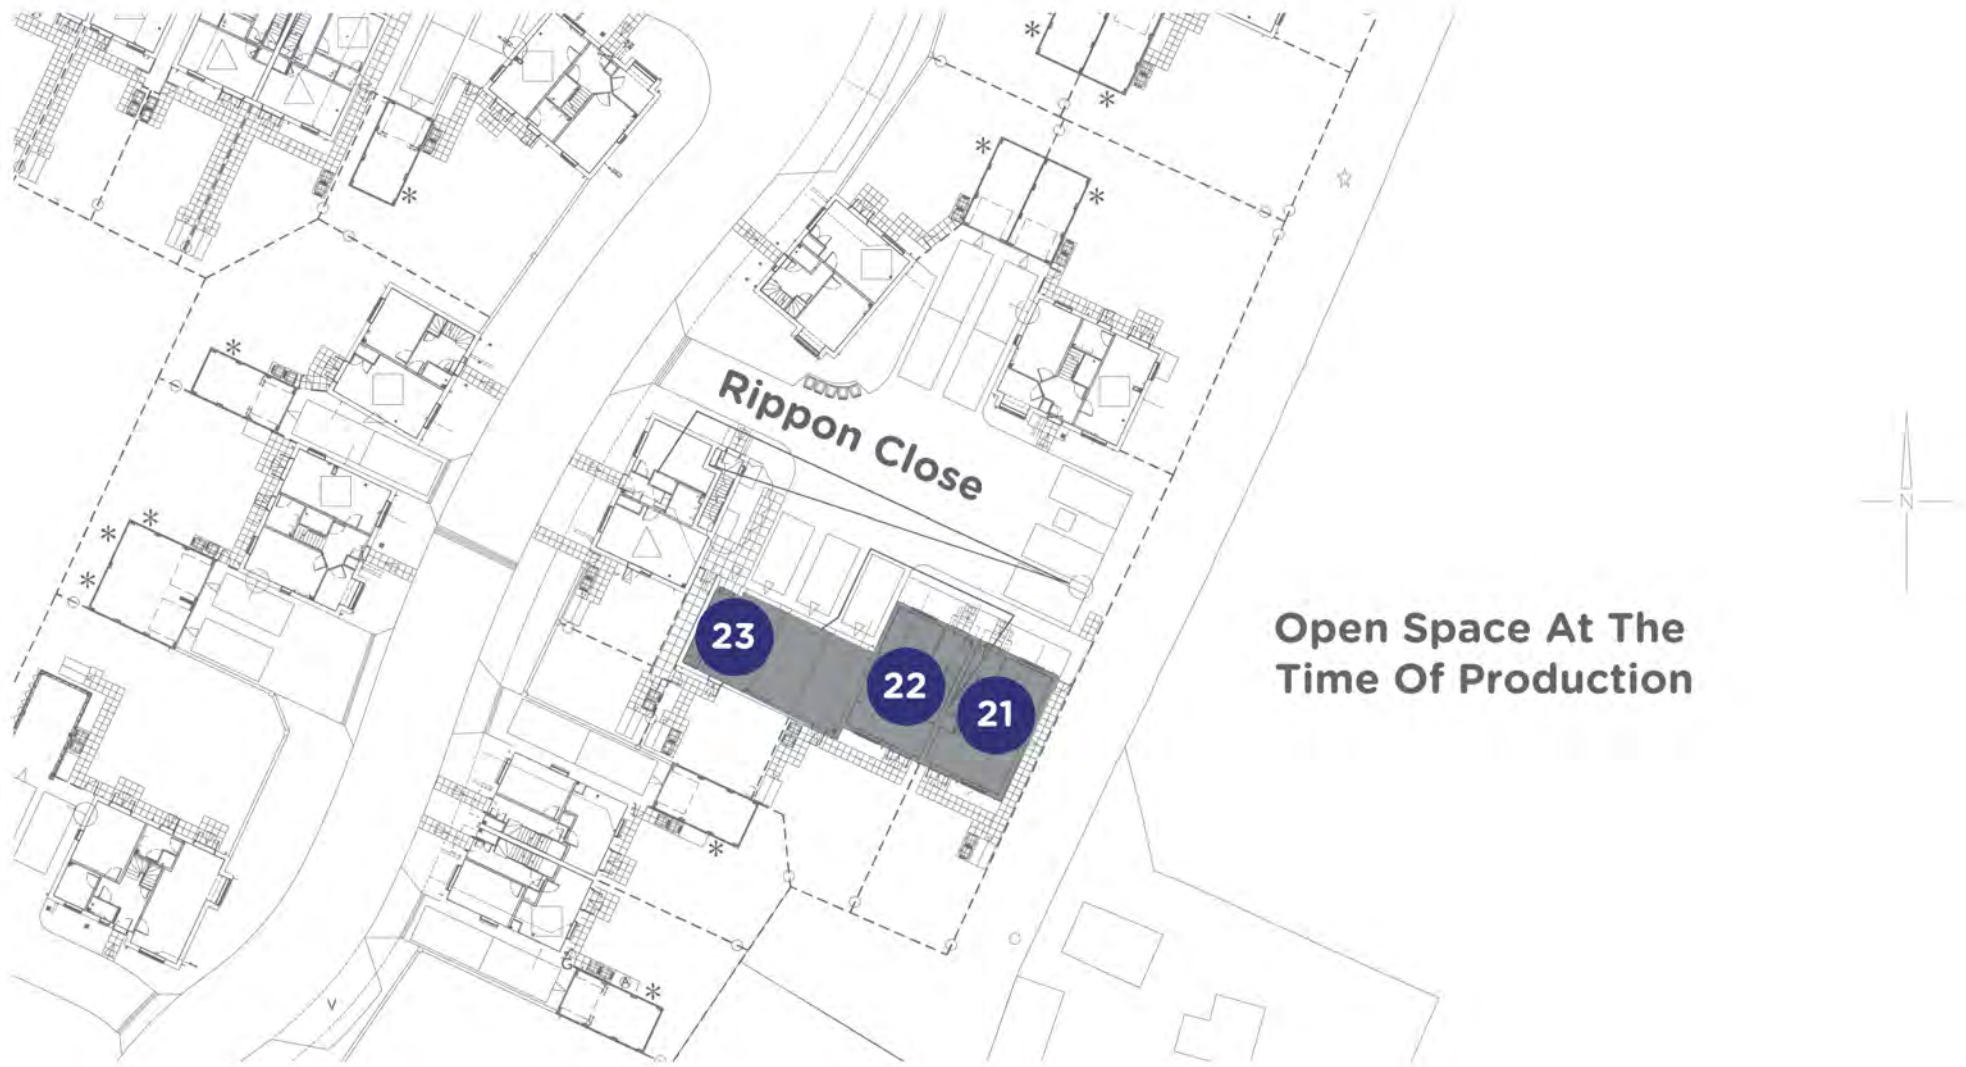 Rippon Close
23
22
21
Open Space At The
Time Of Production
N